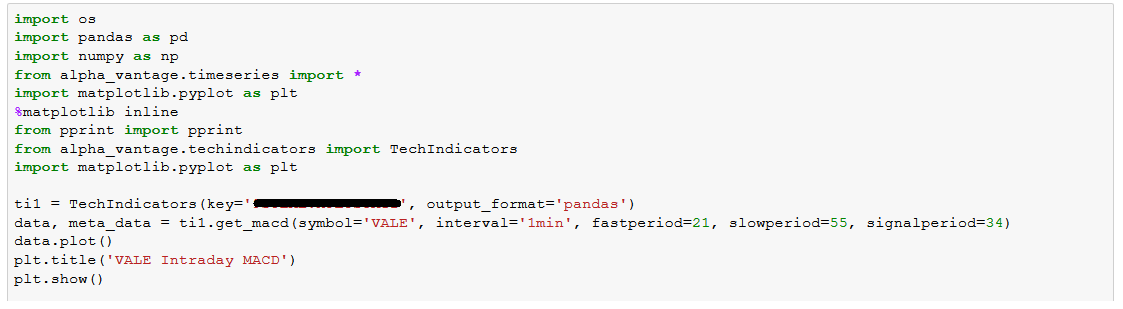 import os
import pandas as pd
import numpy as np
from alpha_vantage.timeseries import *
import matplotlib.pyplot as plt
%matplotlib inline
from pprint import pprint
from alpha_vantage.techindicators import TechIndicators
import matplotlib.pyplot as plt
ti1 = TechIndicators(key='', output_format='pandas')
data, meta_data = ti1.get_macd(symbol='VALE', interval='1min', fastperiod=21, slowperiod=55, signalperiod=34)
data.plot()
plt.title('VALE Intraday MACD')
plt.show()